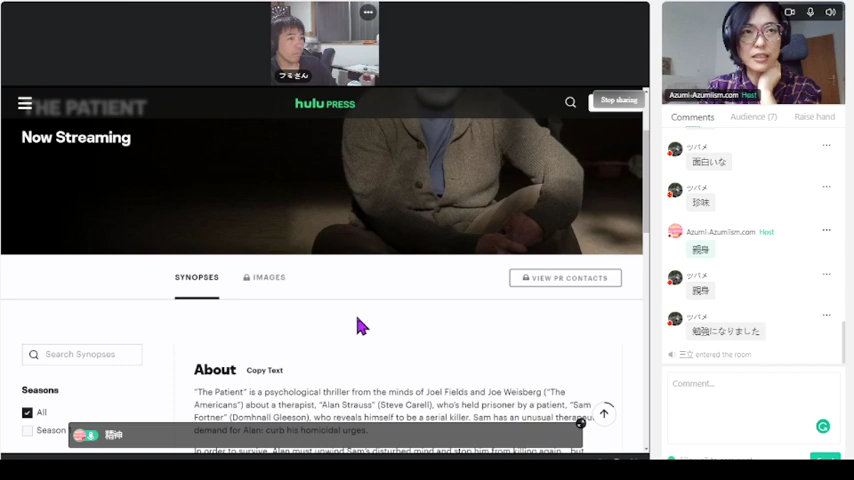 つるざん
THE PATIENT
hulu PRESS
Stop sharing
Now Streaming
SYNOPSES
IMAGES
VIEW PR CONTACTS
Search Synopses
Seasons
All
Season
About
Copy Text
"The Patient" is a psychological thriller from the minds of Joel Fields and Joe Weisberg ("The
Americans") about a therapist, "Alan Strauss" (Steve Carell), who's held prisoner by a patient, "Sam
Fortner" (Domhnall Gleeson), who reveals himself to be a serial killer. Sam has an unusual therapeu
demand for Alan: curb his homicidal urges.
In order to survive, Alan must unwind Sam's disturbed mind and stop him from killing again... but
精神
Azumi-Azumiism.com Host
Comments
Audience (7)
Raise hand
ツバメ
面白いな
ツバメ
珍味
Azumi-Azumiism.com Host
親身
ツバメ
親身
ツバメ
勉強になりました
三立 entered the room
Comment...